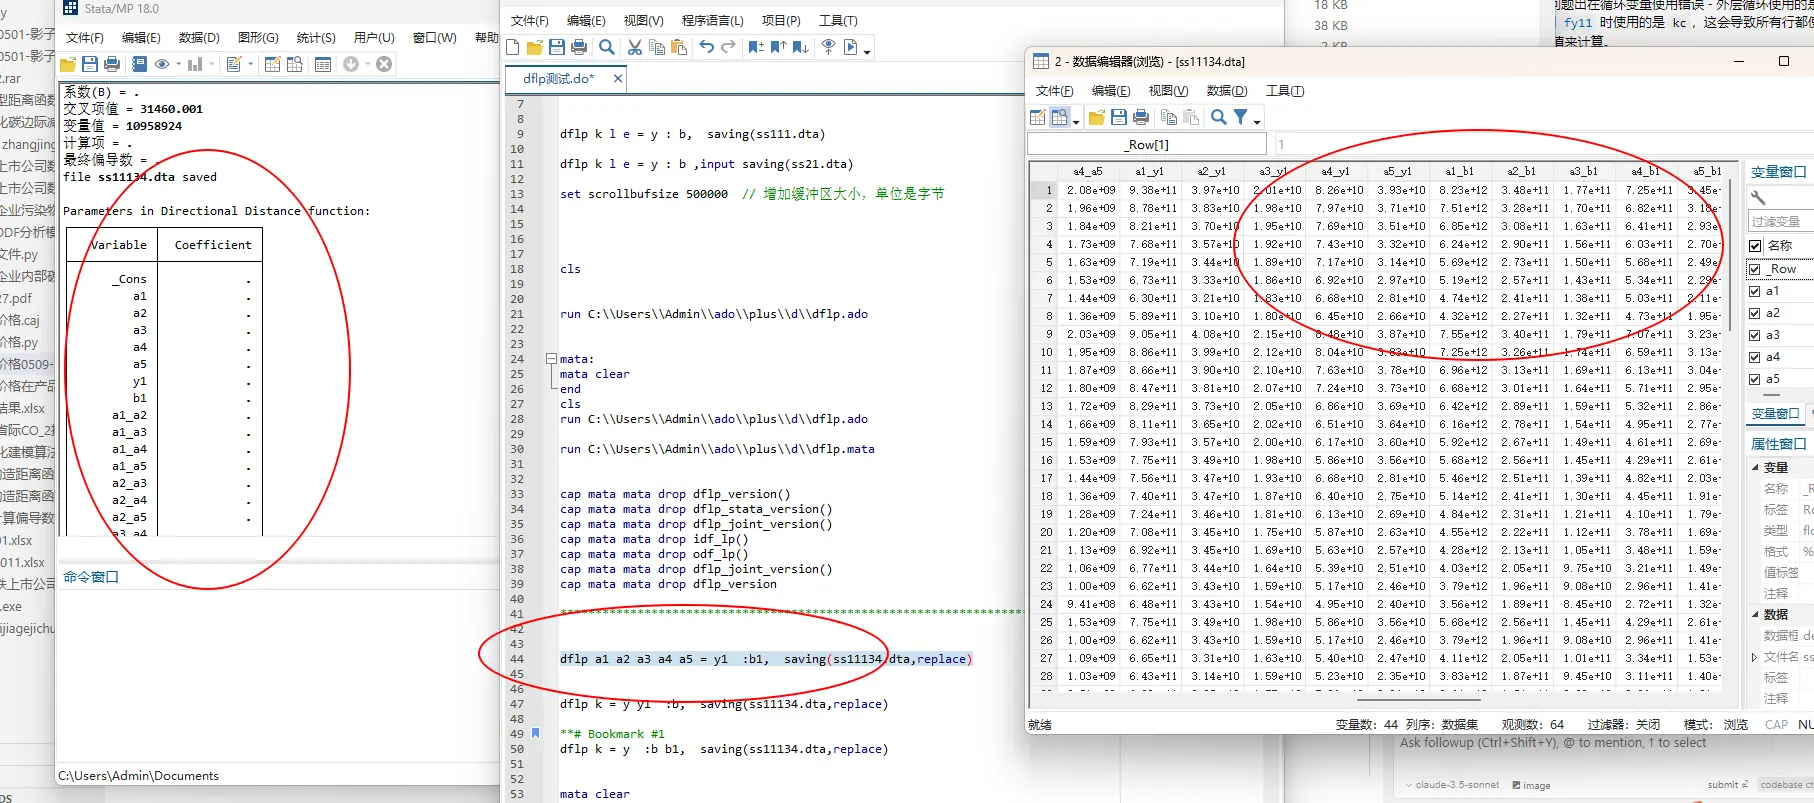 y
0501-影子
0501-影子
2.rar
型距离函数
化碳边际减
zhangjing
上市公司数
上市公司数
企业污染物
DDF分析模
文件.py
企业内部碳
27.pdf
价格.caj
价格.py
价格0509-
价格在产品
结果.xlsx
省际CO_2排
化建模算法
构造距离函
构造距离函
计算偏导数
01.xlsx
011.xlsx
跌上市公司
.exe
ijiagejichu
DS
Stata/MP 18.0
文件(F) 编辑(E) 数据(D) 图形(G) 统计(S) 用户(U) 窗口(W) 帮助
系数(B) = .
交叉项值 = 31460.001
变量值 = 10958924
计算项 = .
最终偏导数 = .
file ss11134.dta saved
Parameters in Directional Distance function:
Variable Coefficient
_Cons .
a1 .
a2 .
a3 .
a4 .
a5 .
y1 .
b1 .
a1_a2 .
a1_a3 .
a1_a4 .
a1_a5 .
a2_a3 .
a2_a4 .
a2_a5 .
a3_a4
命令窗口
C:\Users\Admin\Documents
文件(F) 编辑(E) 视图(V) 程序语言(L) 项目(P) 工具(T)
dflp测试.do* ×
7
8
9 dflp k l e = y : b, saving(ss111.dta)
10
11 dflp k l e = y : b ,input saving(ss21.dta)
12
13 set scrollbufsize 500000 // 增加缓冲区大小，单位是字节
14
15
16
17
18 cls
19
20
21 run C:\\Users\\Admin\\ado\\plus\\d\\dflp.ado
22
23
24 mata:
25 mata clear
26 end
27 cls
28 run C:\\Users\\Admin\\ado\\plus\\d\\dflp.ado
29
30 run C:\\Users\\Admin\\ado\\plus\\d\\dflp.mata
31
32
33 cap mata mata drop dflp_version()
34 cap mata mata drop dflp_stata_version()
35 cap mata mata drop dflp_joint_version()
36 cap mata mata drop idf_lp()
37 cap mata mata drop odf_lp()
38 cap mata mata drop dflp_joint_version()
39 cap mata mata drop dflp_version
40
41
42
43
44 dflp a1 a2 a3 a4 a5 = y1 :b1, saving(ss11134.dta,replace)
45
46
47 dflp k = y y1 :b, saving(ss11134.dta,replace)
48
49 **# Bookmark #1
50 dflp k = y :b b1, saving(ss11134.dta,replace)
51
52
53 mata clear
18 KB
38 KB
2 KB
问题出在循环变量使用错误 - 外层循环使用的是
fy11 时使用的是 kc ，这会导致所有行都使
值来计算。
2 - 数据编辑器(浏览) - [ss11134.dta]
文件(F) 编辑(E) 视图(V) 数据(D) 工具(T)
_Row[1] 1
a4_a5 a1_y1 a2_y1 a3_y1 a4_y1 a5_y1 a1_b1 a2_b1 a3_b1 a4_b1 a5_b1
1 2.08e+09 9.38e+11 3.97e+10 2.01e+10 8.26e+10 3.93e+10 8.23e+12 3.48e+11 1.77e+11 7.25e+11 3.45e-
2 1.96e+09 8.78e+11 3.83e+10 1.98e+10 7.97e+10 3.71e+10 7.51e+12 3.28e+11 1.70e+11 6.82e+11 3.18e-
3 1.84e+09 8.21e+11 3.70e+10 1.95e+10 7.69e+10 3.51e+10 6.85e+12 3.08e+11 1.63e+11 6.41e+11 2.93e-
4 1.73e+09 7.68e+11 3.57e+10 1.92e+10 7.43e+10 3.32e+10 6.24e+12 2.90e+11 1.56e+11 6.03e+11 2.70e-
5 1.63e+09 7.19e+11 3.44e+10 1.89e+10 7.17e+10 3.14e+10 5.69e+12 2.73e+11 1.50e+11 5.68e+11 2.49e-
6 1.53e+09 6.73e+11 3.33e+10 1.86e+10 6.92e+10 2.97e+10 5.19e+12 2.57e+11 1.43e+11 5.34e+11 2.29e-
7 1.44e+09 6.30e+11 3.21e+10 1.83e+10 6.68e+10 2.81e+10 4.74e+12 2.41e+11 1.38e+11 5.03e+11 2.11e-
8 1.36e+09 5.89e+11 3.10e+10 1.80e+10 6.45e+10 2.66e+10 4.32e+12 2.27e+11 1.32e+11 4.73e+11 1.95e-
9 2.03e+09 9.05e+11 4.08e+10 2.15e+10 8.48e+10 3.87e+10 7.55e+12 3.40e+11 1.79e+11 7.07e+11 3.23e-
10 1.95e+09 8.86e+11 3.99e+10 2.12e+10 8.04e+10 3.83e+10 7.25e+12 3.26e+11 1.74e+11 6.59e+11 3.13e-
11 1.87e+09 8.66e+11 3.90e+10 2.10e+10 7.63e+10 3.78e+10 6.96e+12 3.13e+11 1.69e+11 6.13e+11 3.04e-
12 1.80e+09 8.47e+11 3.81e+10 2.07e+10 7.24e+10 3.73e+10 6.68e+12 3.01e+11 1.64e+11 5.71e+11 2.95e-
13 1.72e+09 8.29e+11 3.73e+10 2.05e+10 6.86e+10 3.69e+10 6.42e+12 2.89e+11 1.59e+11 5.32e+11 2.86e-
14 1.66e+09 8.11e+11 3.65e+10 2.02e+10 6.51e+10 3.64e+10 6.16e+12 2.78e+11 1.54e+11 4.95e+11 2.77e-
15 1.59e+09 7.93e+11 3.57e+10 2.00e+10 6.17e+10 3.60e+10 5.92e+12 2.67e+11 1.49e+11 4.61e+11 2.69e-
16 1.53e+09 7.75e+11 3.49e+10 1.98e+10 5.86e+10 3.56e+10 5.68e+12 2.56e+11 1.45e+11 4.29e+11 2.61e-
17 1.44e+09 7.56e+11 3.47e+10 1.93e+10 6.68e+10 2.81e+10 5.46e+12 2.51e+11 1.39e+11 4.82e+11 2.03e-
18 1.36e+09 7.40e+11 3.43e+10 1.87e+10 6.40e+10 2.75e+10 5.14e+12 2.41e+11 1.30e+11 4.45e+11 1.91e-
19 1.28e+09 7.24e+11 3.46e+10 1.81e+10 6.13e+10 2.69e+10 4.84e+12 2.31e+11 1.21e+11 4.10e+11 1.79e-
20 1.20e+09 7.08e+11 3.45e+10 1.75e+10 5.87e+10 2.63e+10 4.55e+12 2.22e+11 1.12e+11 3.78e+11 1.69e-
21 1.13e+09 6.92e+11 3.45e+10 1.69e+10 5.63e+10 2.57e+10 4.28e+12 2.13e+11 1.05e+11 3.48e+11 1.59e-
22 1.06e+09 6.77e+11 3.44e+10 1.64e+10 5.39e+10 2.51e+10 4.03e+12 2.05e+11 9.75e+10 3.21e+11 1.49e-
23 1.00e+09 6.62e+11 3.43e+10 1.59e+10 5.17e+10 2.46e+10 3.79e+12 1.96e+11 9.08e+10 2.96e+11 1.41e-
24 9.41e+08 6.48e+11 3.43e+10 1.54e+10 4.95e+10 2.40e+10 3.56e+12 1.89e+11 8.45e+10 2.72e+11 1.32e-
25 1.53e+09 7.75e+11 3.49e+10 1.98e+10 5.86e+10 3.56e+10 5.68e+12 2.56e+11 1.45e+11 4.29e+11 2.61e-
26 1.00e+09 6.62e+11 3.43e+10 1.59e+10 5.17e+10 2.46e+10 3.79e+12 1.96e+11 9.08e+10 2.96e+11 1.41e-
27 1.09e+09 6.65e+11 3.31e+10 1.63e+10 5.24e+10 2.40e+10 4.11e+12 2.05e+11 1.01e+11 3.34e+11 1.53e-
28 1.03e+09 6.43e+11 3.14e+10 1.59e+10 5.23e+10 2.35e+10 3.83e+12 1.87e+11 9.45e+10 3.11e+11 1.40e-
变量窗口
过滤变量
名称
_Row
a1
a2
a3
a4
a5
变量窗口
属性窗口
变量
名称 _R
标签 Ro
类型 flo
格式 %
值标签
注释
数据
数据框 de
文件名 ss
标签
注释
就绪 变量数：44 列序：数据集 观测数：64 过滤器：关闭 模式：浏览 CAP NU
Ask followup (Ctrl+Shift+Y), @ to mention, ↑ to select
claude-3.5-sonnet image submit codebase ct